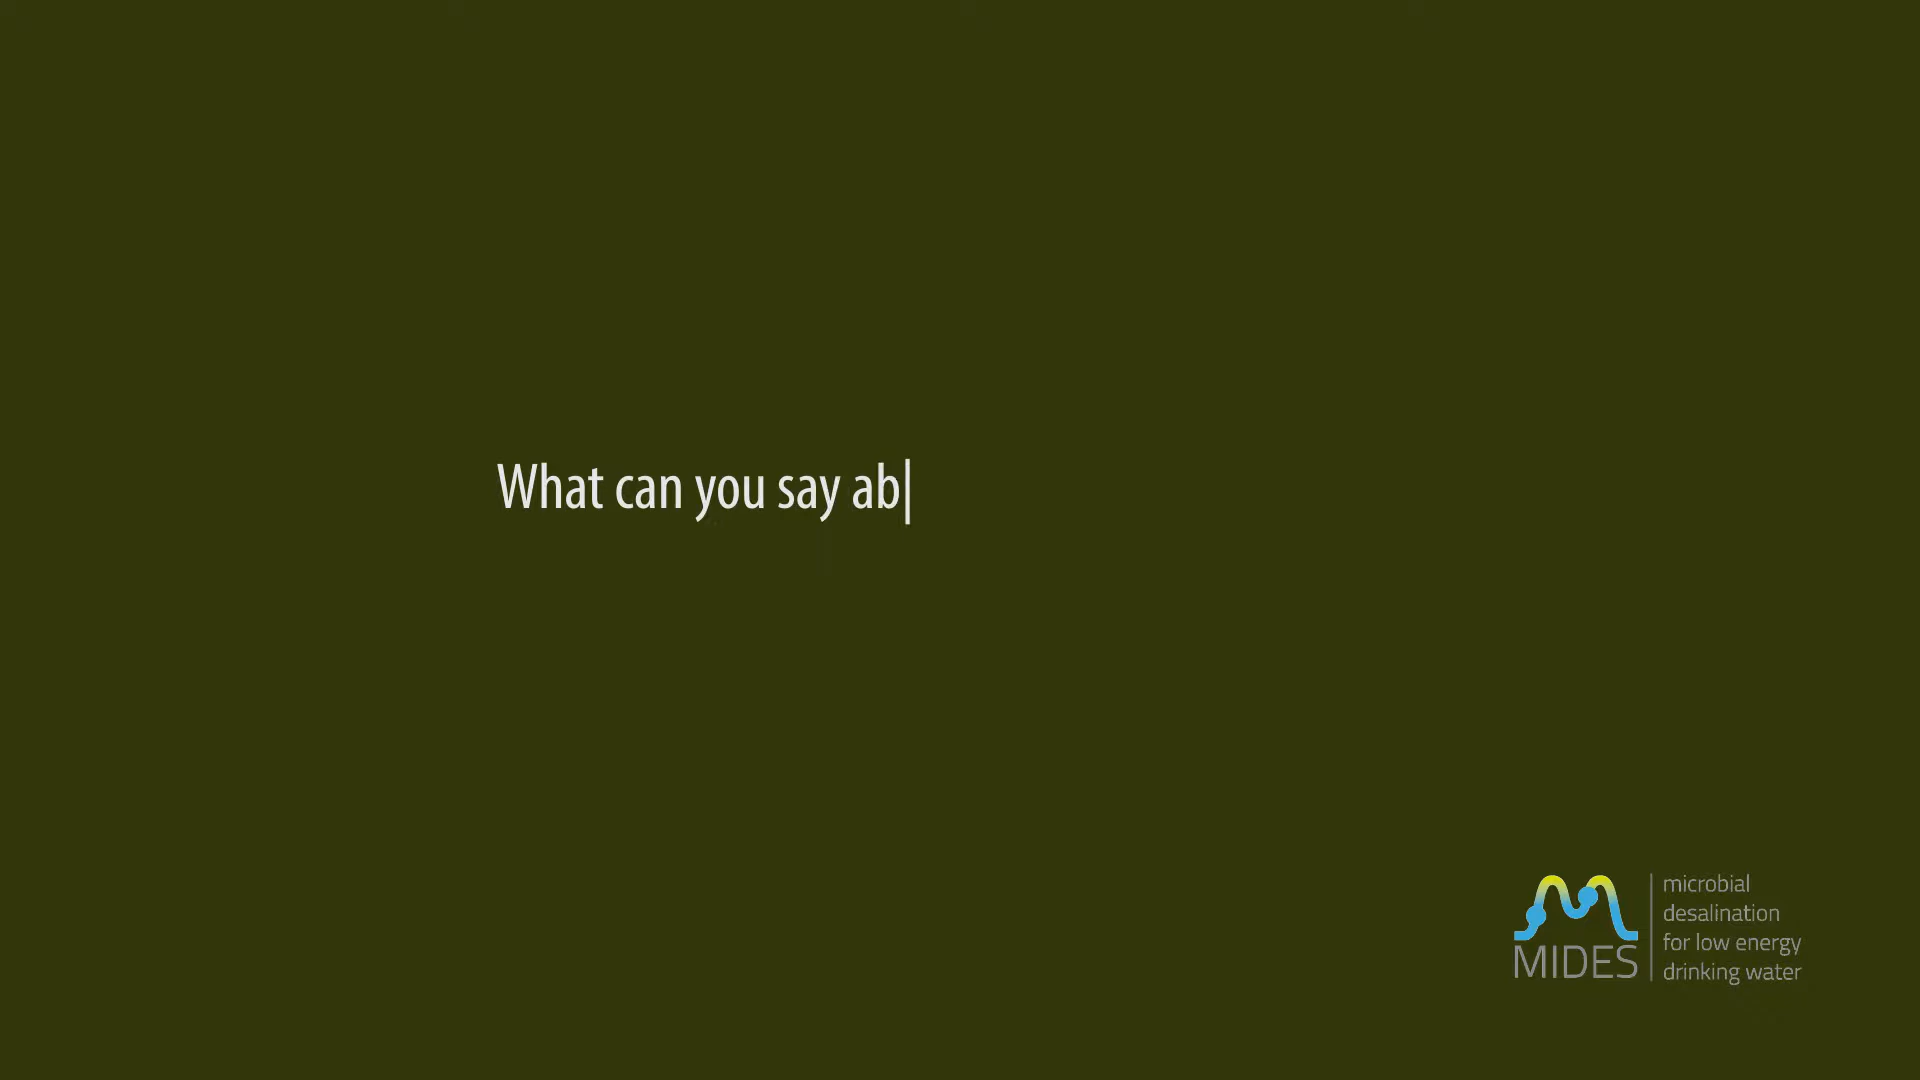 What can you say ab
microbial
desalination
for low energy
drinking water
MIDES